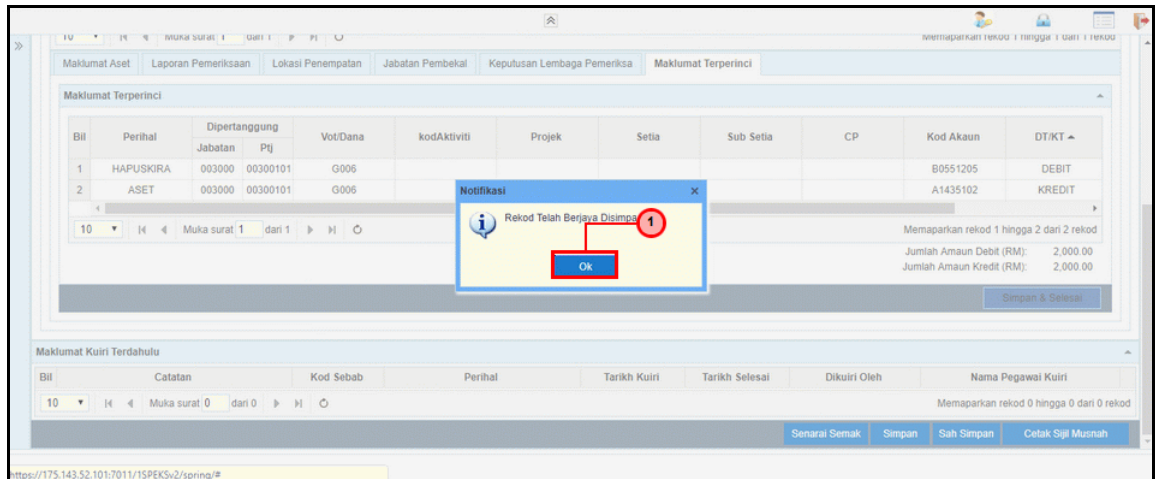 10 Muka surat 1 dari 1 Memaparkan rekod 1 hingga 1 dari 1 rekod
Maklumat Aset Laporan Pemeriksaan Lokasi Penempatan Jabatan Pembekal Keputusan Lembaga Pemeriksa Maklumat Terperinci
Maklumat Terperinci
Bil Perihal Dipertanggung Vot/Dana kodAktiviti Projek Setia Sub Setia CP Kod Akaun DT/KT
Jabatan Ptj
1 HAPUSKIRA 003000 00300101 G006 B0551205 DEBIT
2 ASET 003000 00300101 G006 A1435102 KREDIT
Notifikasi
Rekod Telah Berjaya Disimpa
1
Ok
10 Muka surat 1 dari 1 Memaparkan rekod 1 hingga 2 dari 2 rekod
Jumlah Amaun Debit (RM): 2,000.00
Jumlah Amaun Kredit (RM): 2,000.00
Simpan & Selesai
Maklumat Kuiri Terdahulu
Bil Catatan Kod Sebab Perihal Tarikh Kuiri Tarikh Selesai Dikuiri Oleh Nama Pegawai Kuiri
10 Muka surat 0 dari 0 Memaparkan rekod 0 hingga 0 dari 0 rekod
Senarai Semak Simpan Sah Simpan Cetak Sijil Musnah
https://175.143.52.101:7011/1SPEKSv2/spring/#